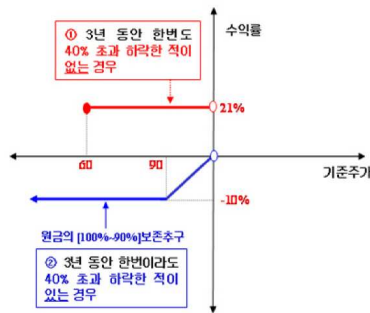 ① 3년 동안 한번도
40% 초과 하락한 적이
없는 경우
수익률
21%
60
90
기준주가
-10%
원금의 [100%~90%]보존추구
② 3년 동안 한번이라도
40% 초과 하락한 적이
있는 경우